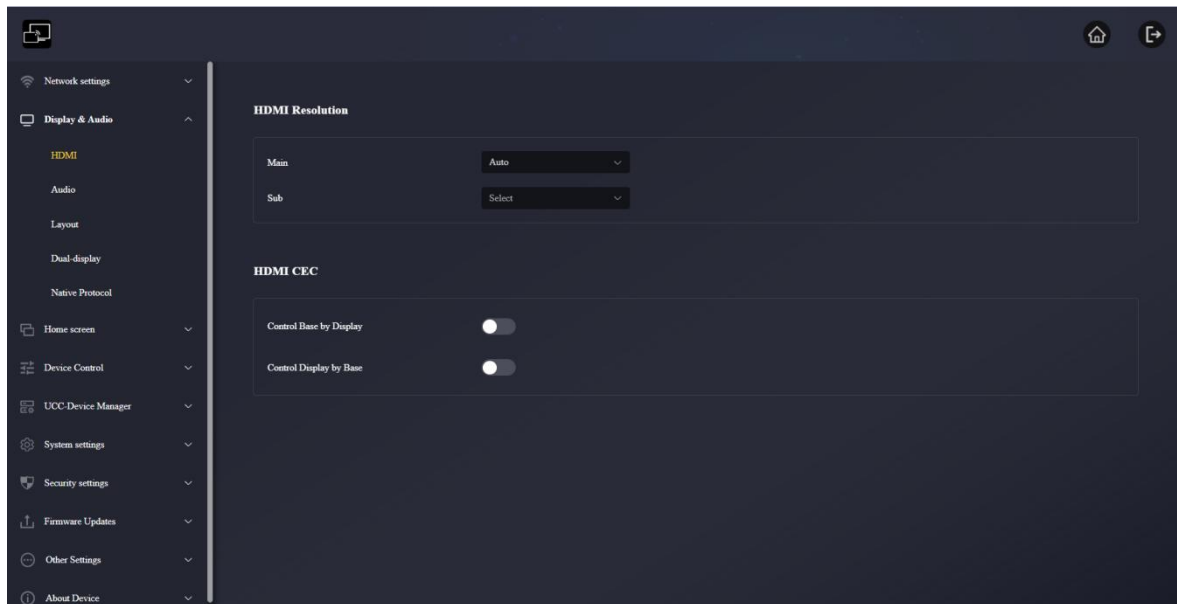 Network settings
Display & Audio
HDMI
Audio
Layout
Dual-display
Native Protocol
Home screen
Device Control
UCC-Device Manager
System settings
Security settings
Firmware Updates
Other Settings
About Device
HDMI Resolution
Main Auto
Sub Select
HDMI CEC
Control Base by Display
Control Display by Base